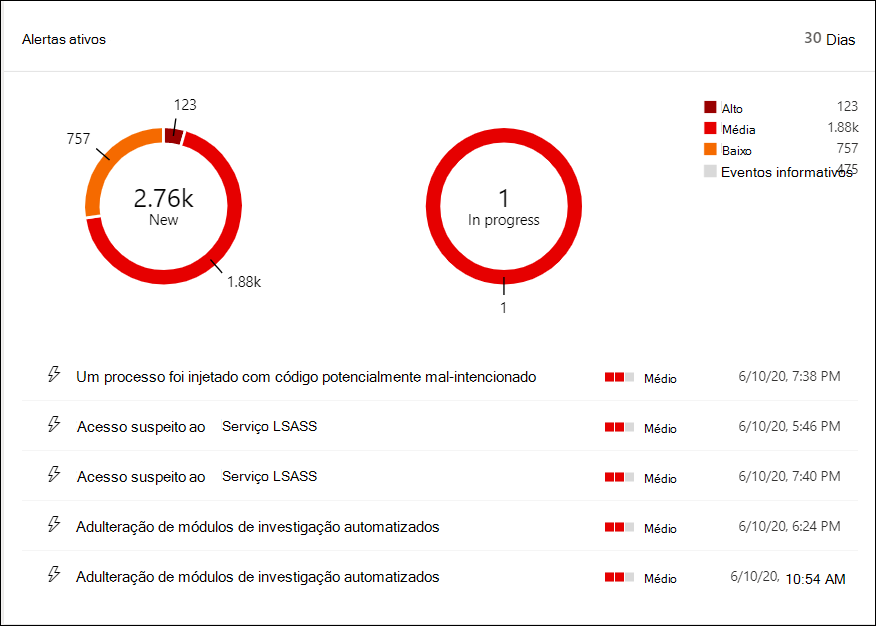 Alertas ativos
30 Dias
123
757
2.76k
New
1.88k
1
In progress
1
Alto 123
Média 1.88k
Baixo 757
Eventos informativos 475
Um processo foi injetado com código potencialmente mal-intencionado Médio 6/10/20, 7:38 PM
Acesso suspeito ao Serviço LSASS Médio 6/10/20, 5:46 PM
Acesso suspeito ao Serviço LSASS Médio 6/10/20, 7:40 PM
Adulteração de módulos de investigação automatizados Médio 6/10/20, 6:24 PM
Adulteração de módulos de investigação automatizados Médio 6/10/20, 10:54 AM